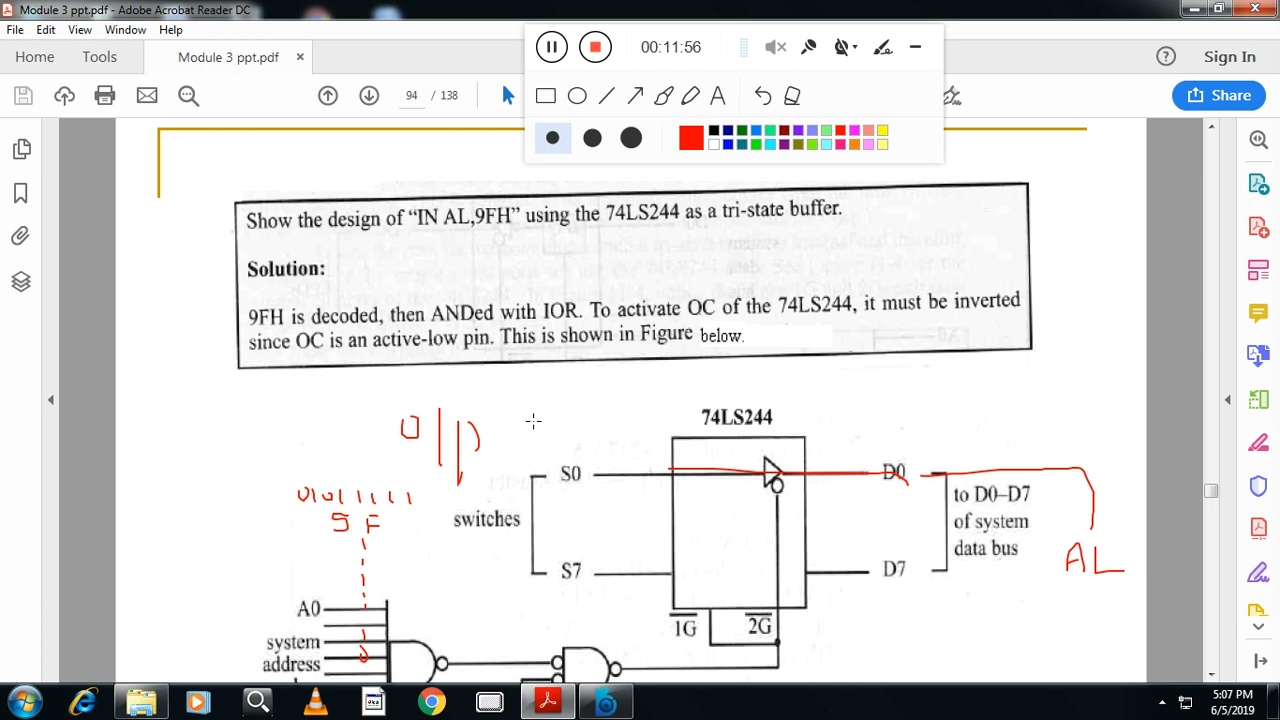 Module 3 ppt.pdf - Adobe Acrobat Reader DC
File Edit View Window Help
Home Tools Module 3 ppt.pdf × Sign In
00:11:56
94 / 138
Share
A
Show the design of "IN AL,9FH" using the 74LS244 as a tri-state buffer.
Solution:
9FH is decoded, then ANDed with IOR. To activate OC of the 74LS244, it must be inverted
since OC is an active-low pin. This is shown in Figure below.
74LS244
S0
D0
switches
to D0–D7
of system
data bus
S7
D7
AL
A0
1G
2G
system
address
5:07 PM
6/5/2019